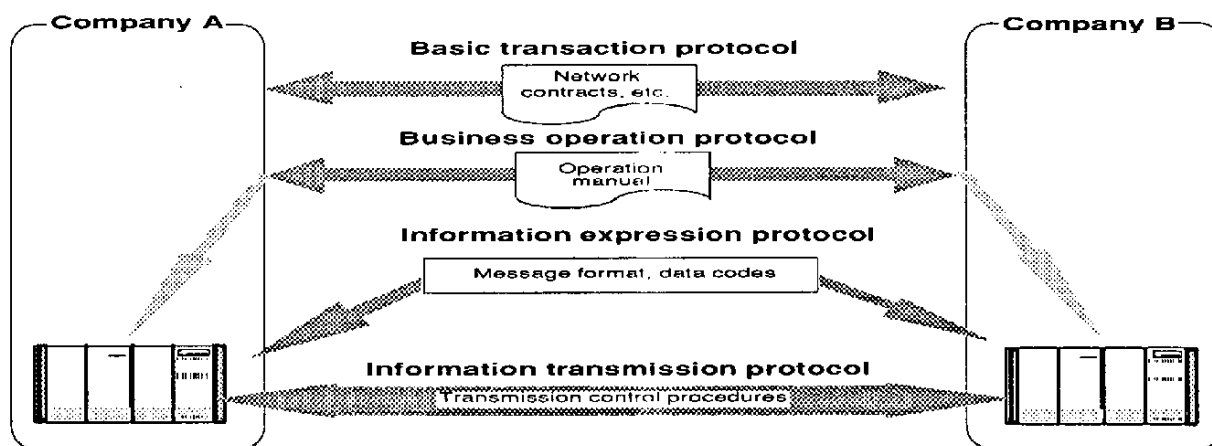 Company A
Company B
Basic transaction protocol
Network
contracts, etc.
Business operation protocol
Operation
manual
Information expression protocol
Message format, data codes
Information transmission protocol
Transmission control procedures